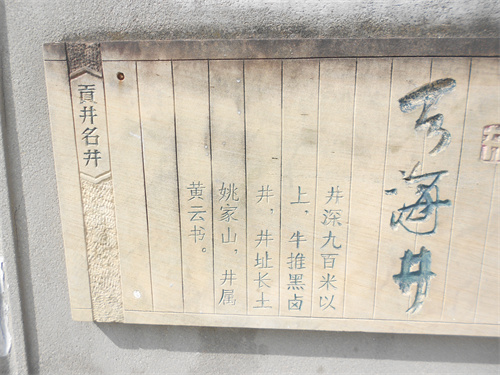 海井
井深九百米以
上、牛推黑卤
井，井址长土
姚家山，井属
黄云书。
貢井名井